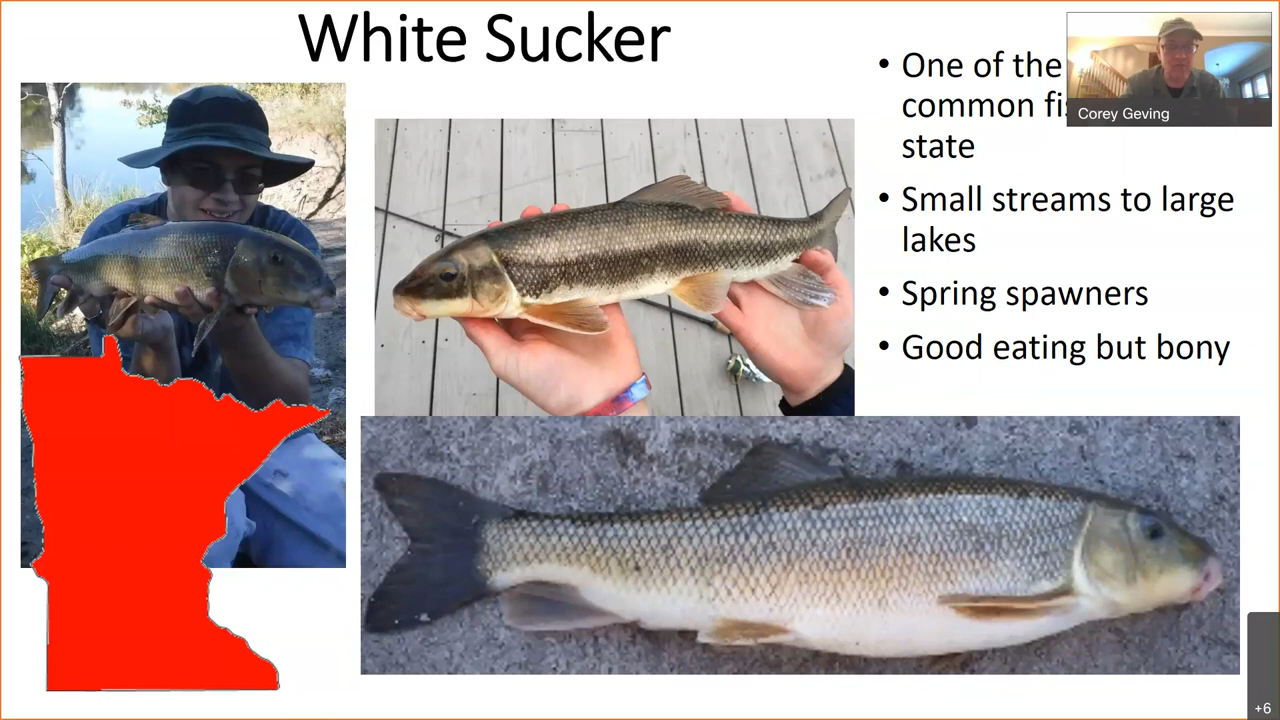 White Sucker
• One of the
common
state
• Small streams to large
lakes
• Spring spawners
• Good eating but bony
Corey Geving
+6